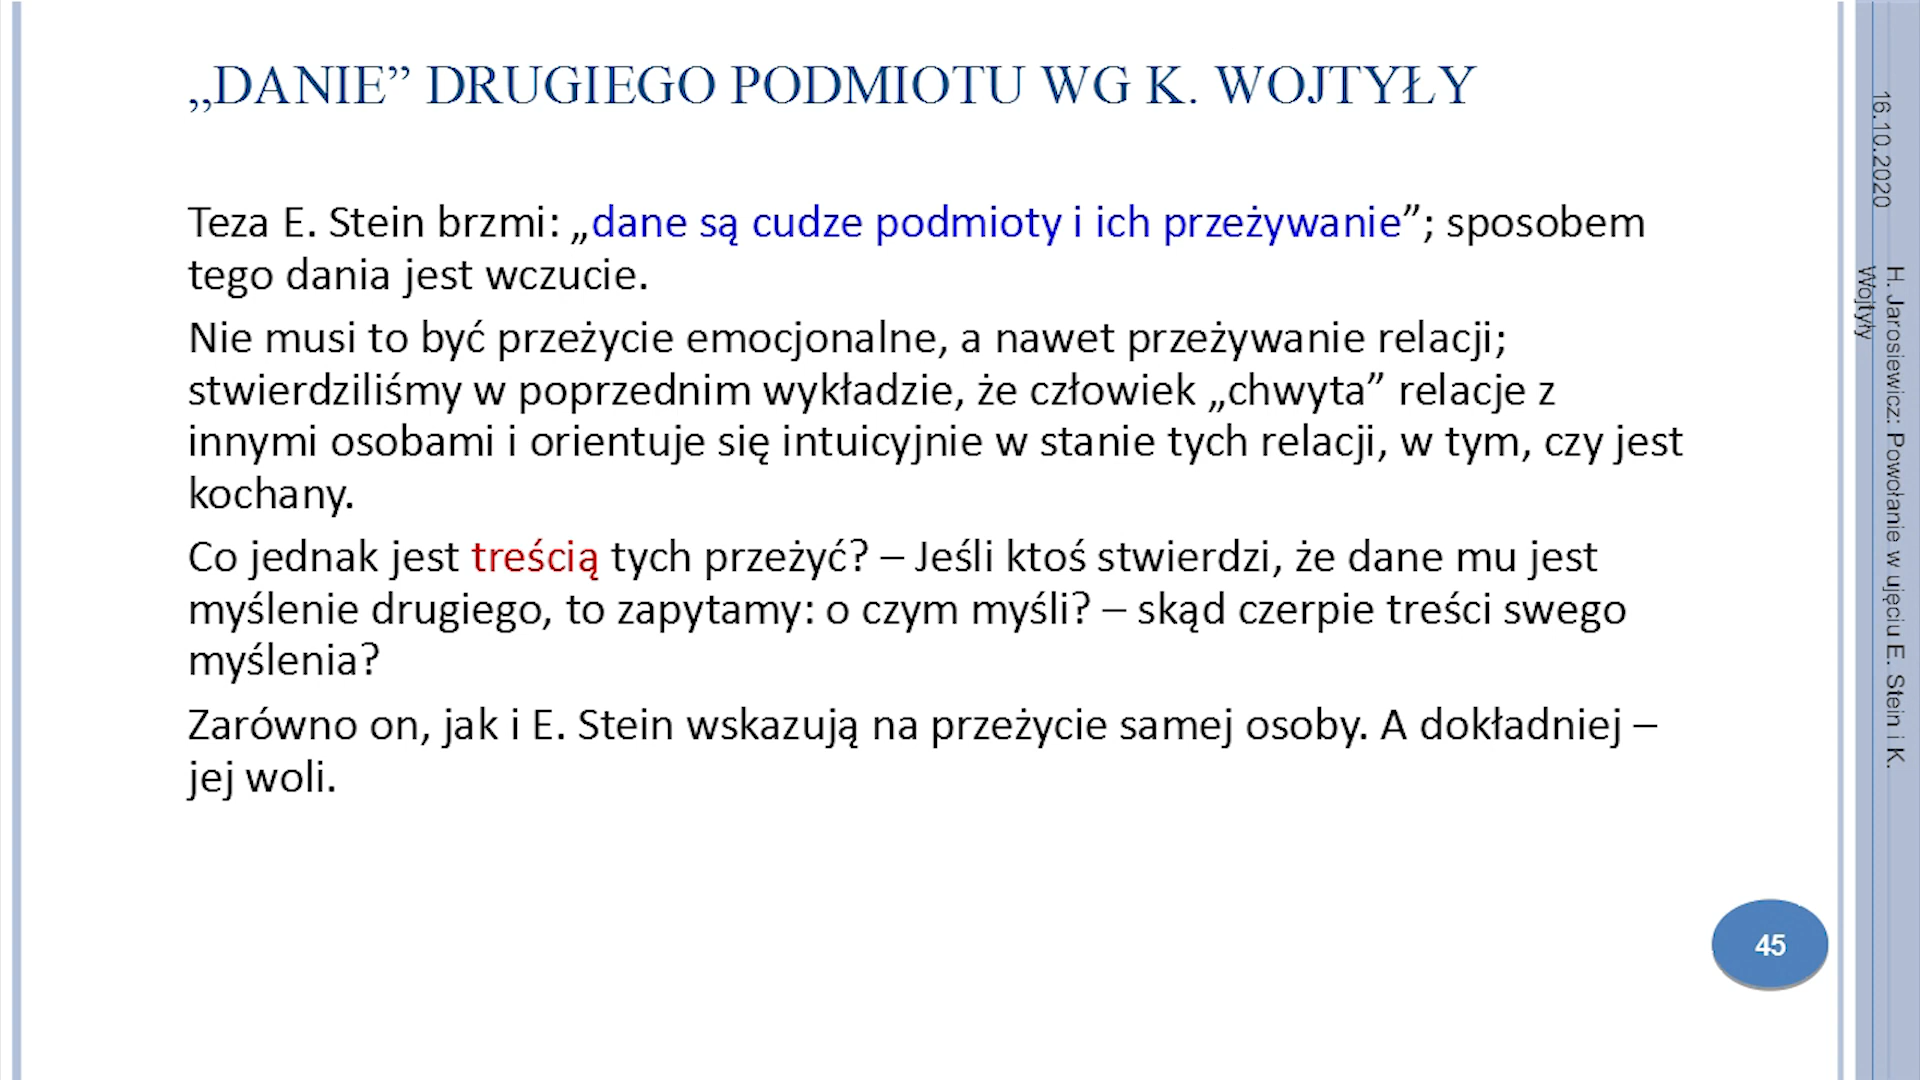 „DANIE” DRUGIEGO PODMIOTU WG K. WOJTYŁY
Teza E. Stein brzmi: „dane są cudze podmioty i ich przeżywanie”; sposobem
tego dania jest wczucie.
Nie musi to być przeżycie emocjonalne, a nawet przeżywanie relacji;
stwierdziliśmy w poprzednim wykładzie, że człowiek „chwyta” relacje z
innymi osobami i orientuje się intuicyjnie w stanie tych relacji, w tym, czy jest
kochany.
Co jednak jest treścią tych przeżyć? – Jeśli ktoś stwierdzi, że dane mu jest
myślenie drugiego, to zapytamy: o czym myśli? – skąd czerpie treści swego
myślenia?
Zarówno on, jak i E. Stein wskazują na przeżycie samej osoby. A dokładniej –
jej woli.
16.10.2020
H. Jarosiewicz: Powołanie w ujęciu E. Stein i K.
Wojtyły
45